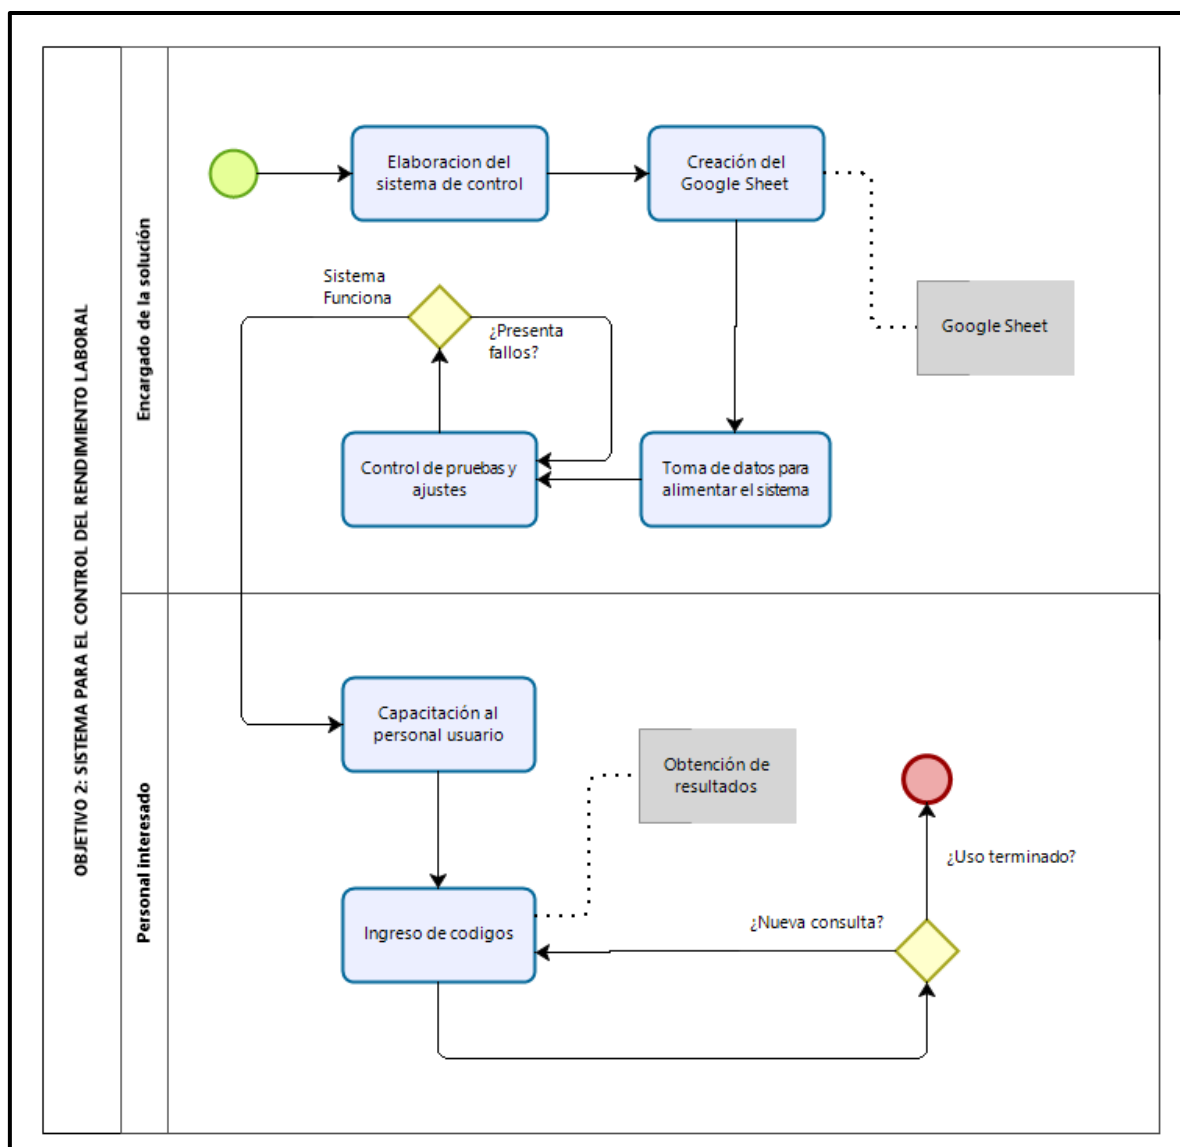 OBJETIVO 2: SISTEMA PARA EL CONTROL DEL RENDIMIENTO LABORAL
Encargado de la solución
Elaboracion del
sistema de control
Creación del
Google Sheet
Google Sheet
Sistema
Funciona
¿Presenta
fallos?
Control de pruebas y
ajustes
Toma de datos para
alimentar el sistema
Personal interesado
Capacitación al
personal usuario
Obtención de
resultados
Ingreso de codigos
¿Nueva consulta?
¿Uso terminado?